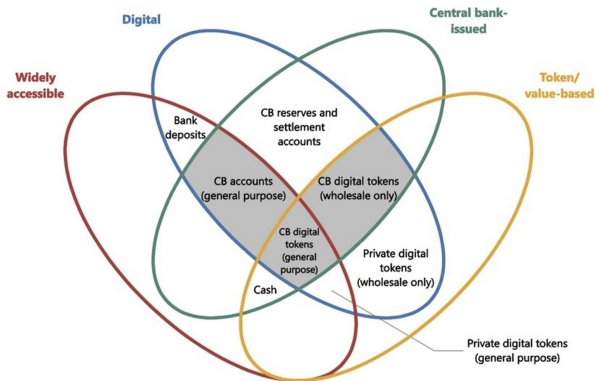 Digital
Central bank-
issued
Widely
accessible
Token/
value-based
Bank
deposits
CB reserves and
settlement
accounts
CB accounts
(general purpose)
CB digital tokens
(wholesale only)
CB digital
tokens
(general
purpose)
Private digital
tokens
(wholesale only)
Cash
Private digital tokens
(general purpose)